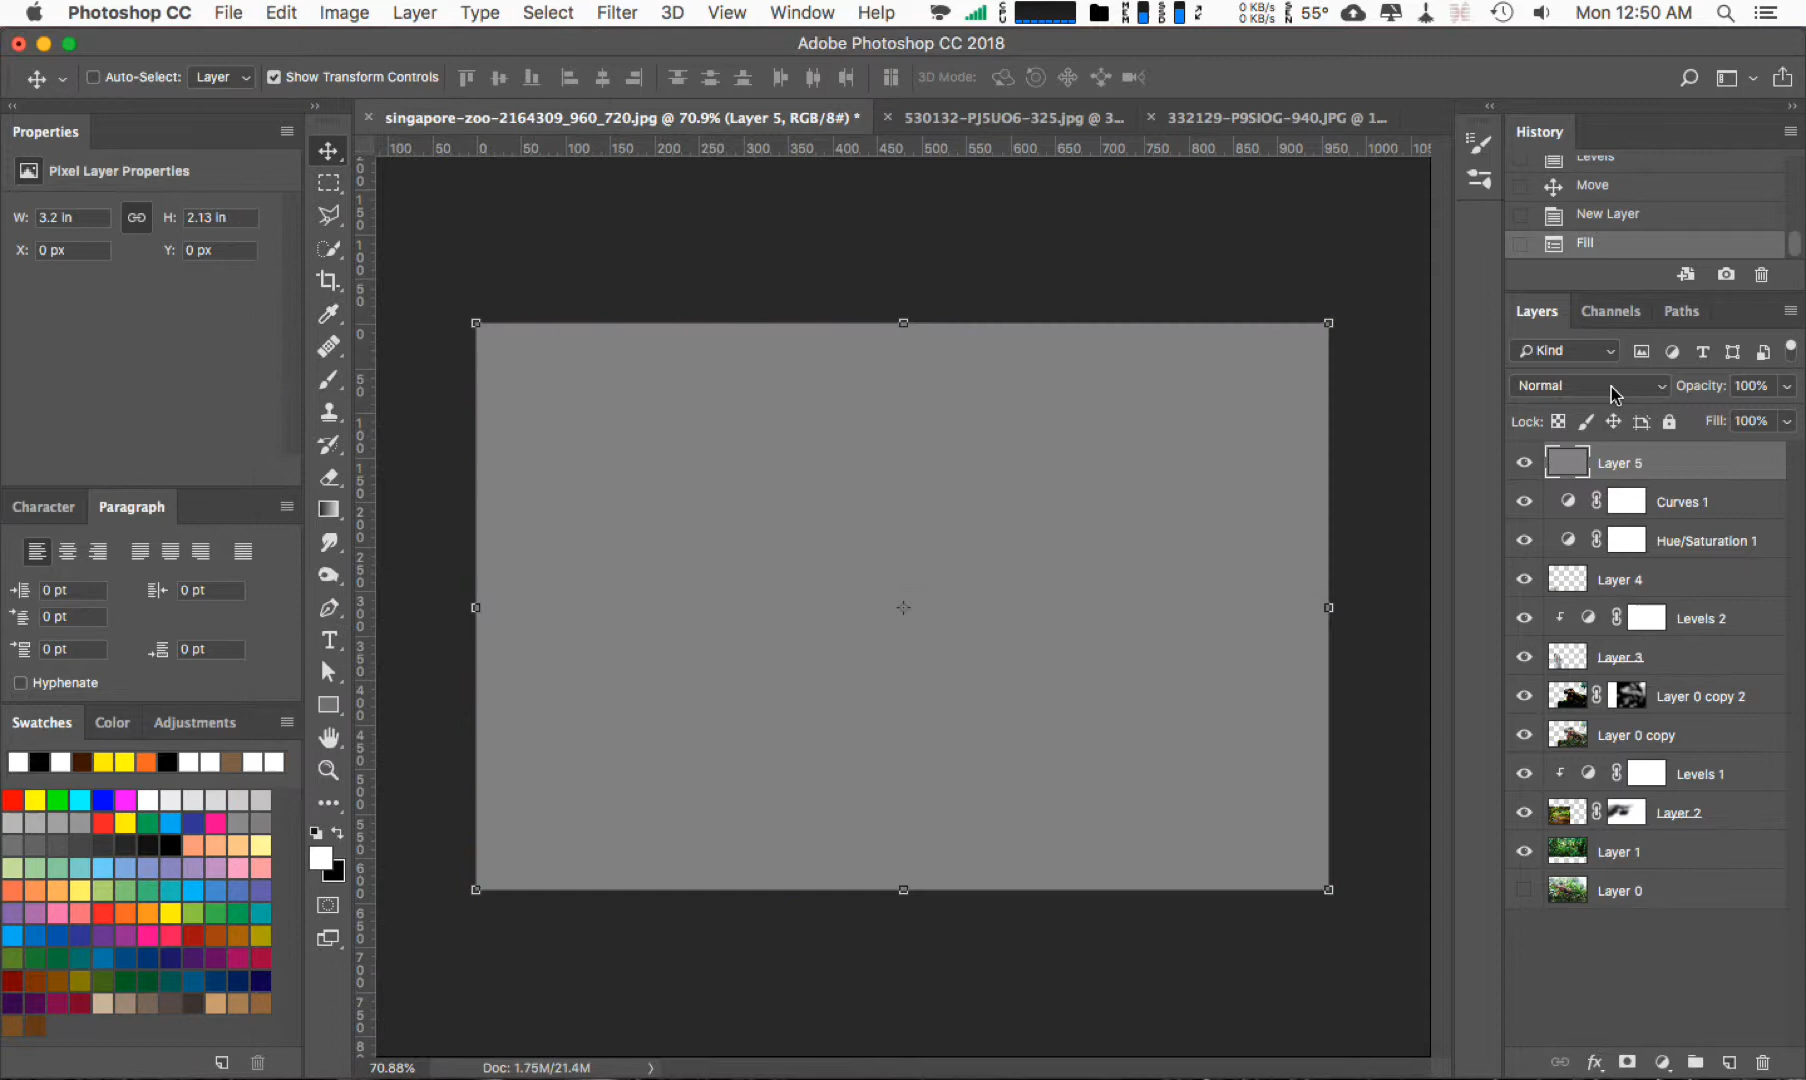 Photoshop CC File Edit Image Layer Type Select Filter 3D View Window Help
0 KB/s
0 KB/s
55°
Mon 12:50 AM
Adobe Photoshop CC 2018
Auto-Select: Layer Show Transform Controls 3D Mode:
singapore-zoo-2164309_960_720.jpg @ 70.9% (Layer 5, RGB/8#) *
530132-PJ5UO6-325.jpg @ 3...
332129-P9SIOG-940.JPG @ 1...
Properties
Pixel Layer Properties
W: 3.2 in H: 2.13 in
X: 0 px Y: 0 px
Character Paragraph
0 pt 0 pt
0 pt
0 pt 0 pt
Hyphenate
Swatches Color Adjustments
100 50 0 50 100 150 200 250 300 350 400 450 500 550 600 650 700 750 800 850 900 950 1000
70.88% Doc: 1.75M/21.4M
History
Levels
Move
New Layer
Fill
Layers Channels Paths
Kind
Normal Opacity: 100%
Lock: Fill: 100%
Layer 5
Curves 1
Hue/Saturation 1
Layer 4
Levels 2
Layer 3
Layer 0 copy 2
Layer 0 copy
Levels 1
Layer 2
Layer 1
Layer 0
fx